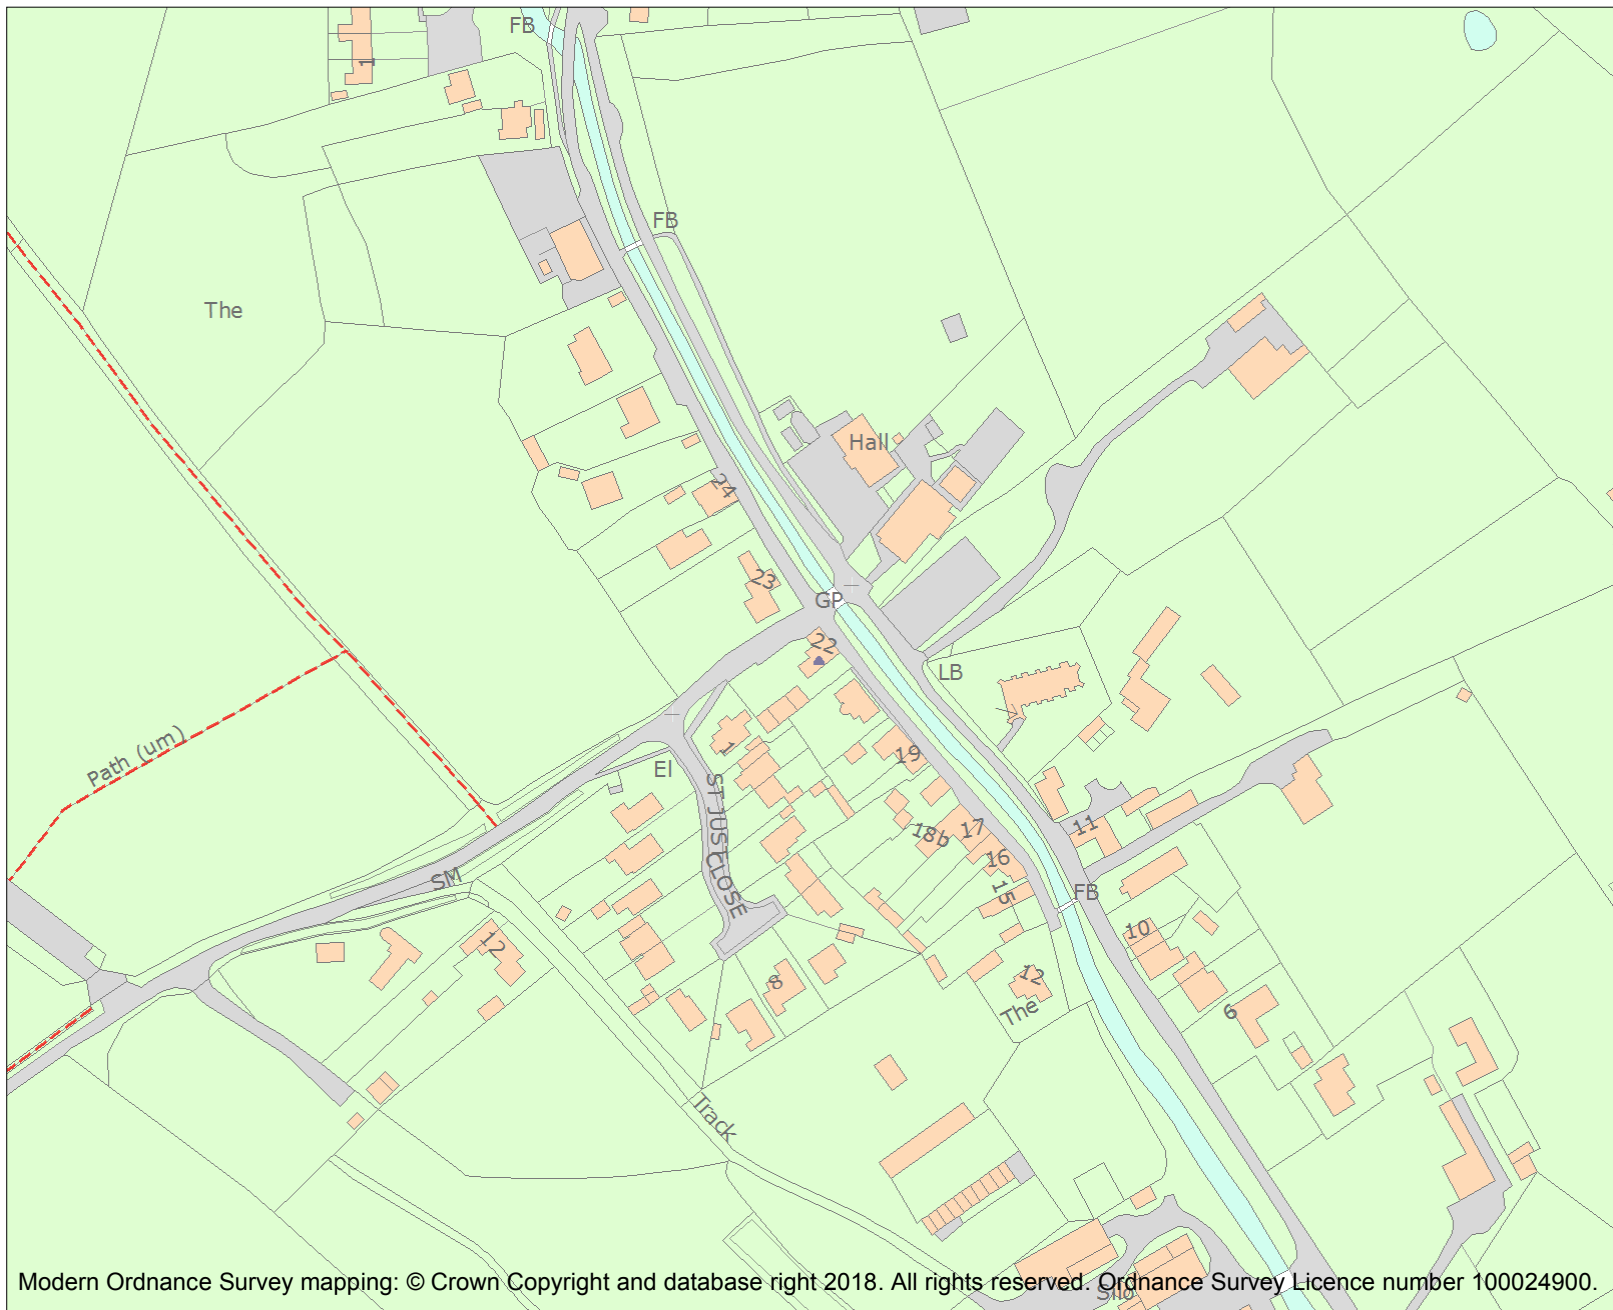 FB
1
FB
The
Hall
24
23
GP
22
LB
Path (um)
El
1
19
ST JUST CLOSE
18b
17
11
16
SM
15
FB
12
10
8
12
The
6
Track
Silo
Modern Ordnance Survey mapping: © Crown Copyright and database right 2018. All rights reserved. Ordnance Survey Licence number 100024900.